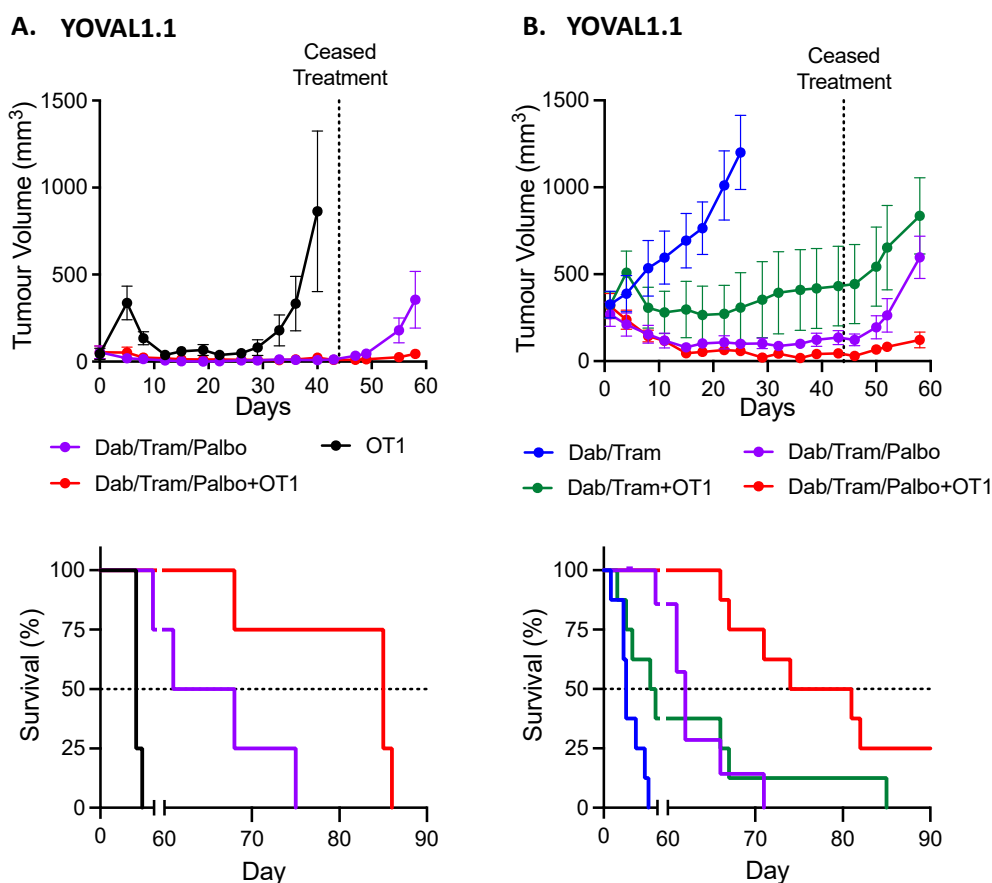 A. YOVAL1.1
Ceased
Treatment
Tumour Volume (mm³)
1500
1000
500
0
0 10 20 30 40 50 60
Days
Dab/Tram/Palbo
OT1
Dab/Tram/Palbo+OT1
Survival (%)
100
75
50
25
0
0 60 70 80 90
Day
B. YOVAL1.1
Ceased
Treatment
Tumour Volume (mm³)
1500
1000
500
0
0 10 20 30 40 50 60
Days
Dab/Tram
Dab/Tram/Palbo
Dab/Tram+OT1
Dab/Tram/Palbo+OT1
Survival (%)
100
75
50
25
0
0 60 70 80 90
Day